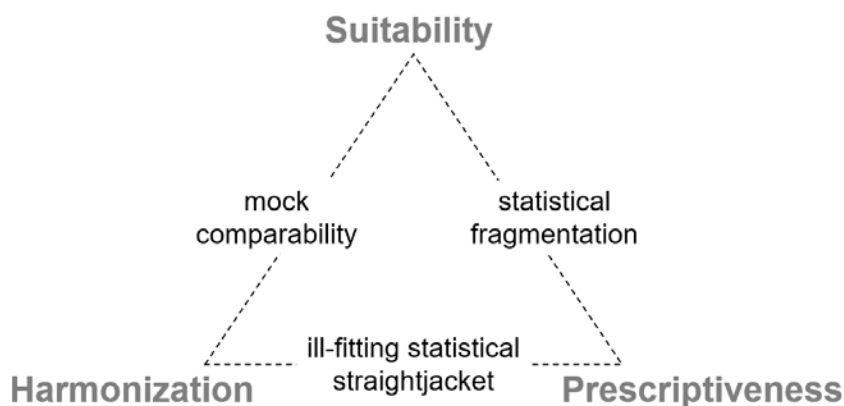 Suitability
mock
comparability
statistical
fragmentation
ill-fitting statistical
straightjacket
Harmonization
Prescriptiveness